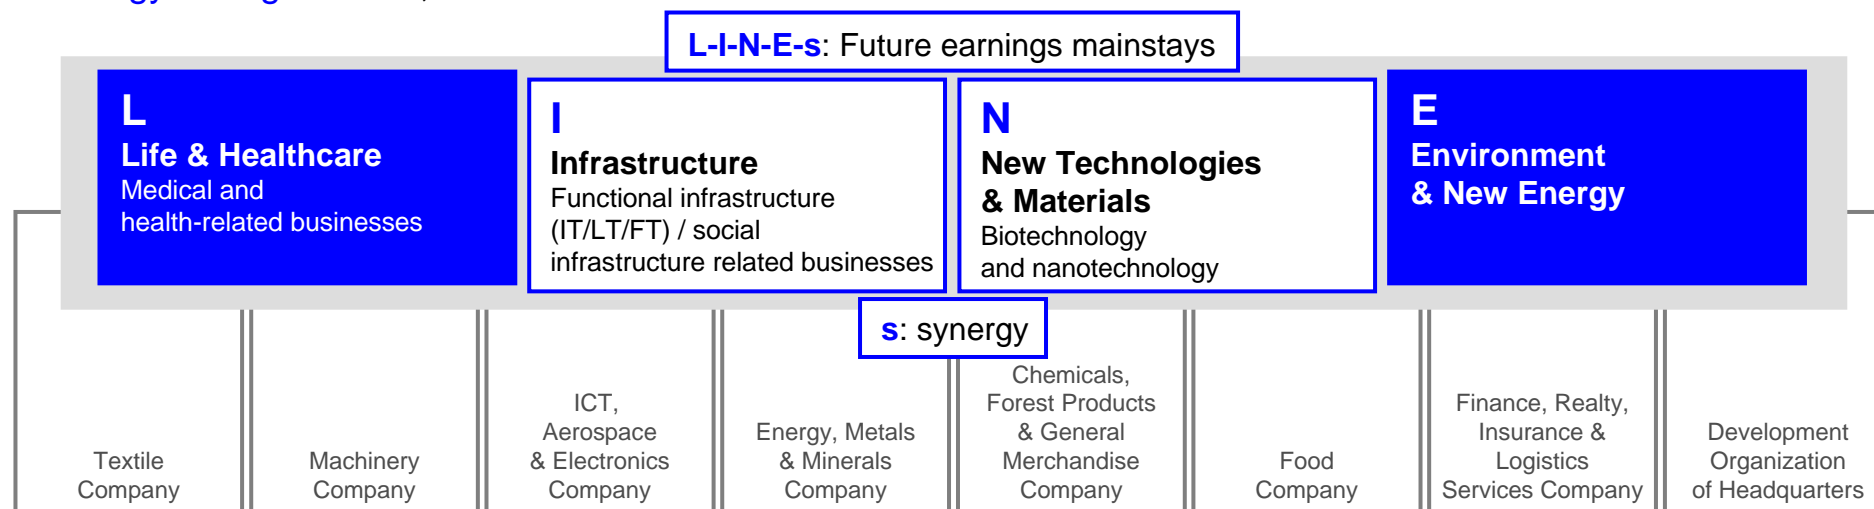 L-I-N-E-s: Future earnings mainstays
L
Life & Healthcare
Medical and
health-related businesses
I
Infrastructure
Functional infrastructure
(IT/LT/FT) / social
infrastructure related businesses
N
New Technologies
& Materials
Biotechnology
and nanotechnology
E
Environment
& New Energy
s: synergy
Textile
Company
Machinery
Company
ICT,
Aerospace
& Electronics
Company
Energy, Metals
& Minerals
Company
Chemicals,
Forest Products
& General
Merchandise
Company
Food
Company
Finance, Realty,
Insurance &
Logistics
Services Company
Development
Organization
of Headquarters